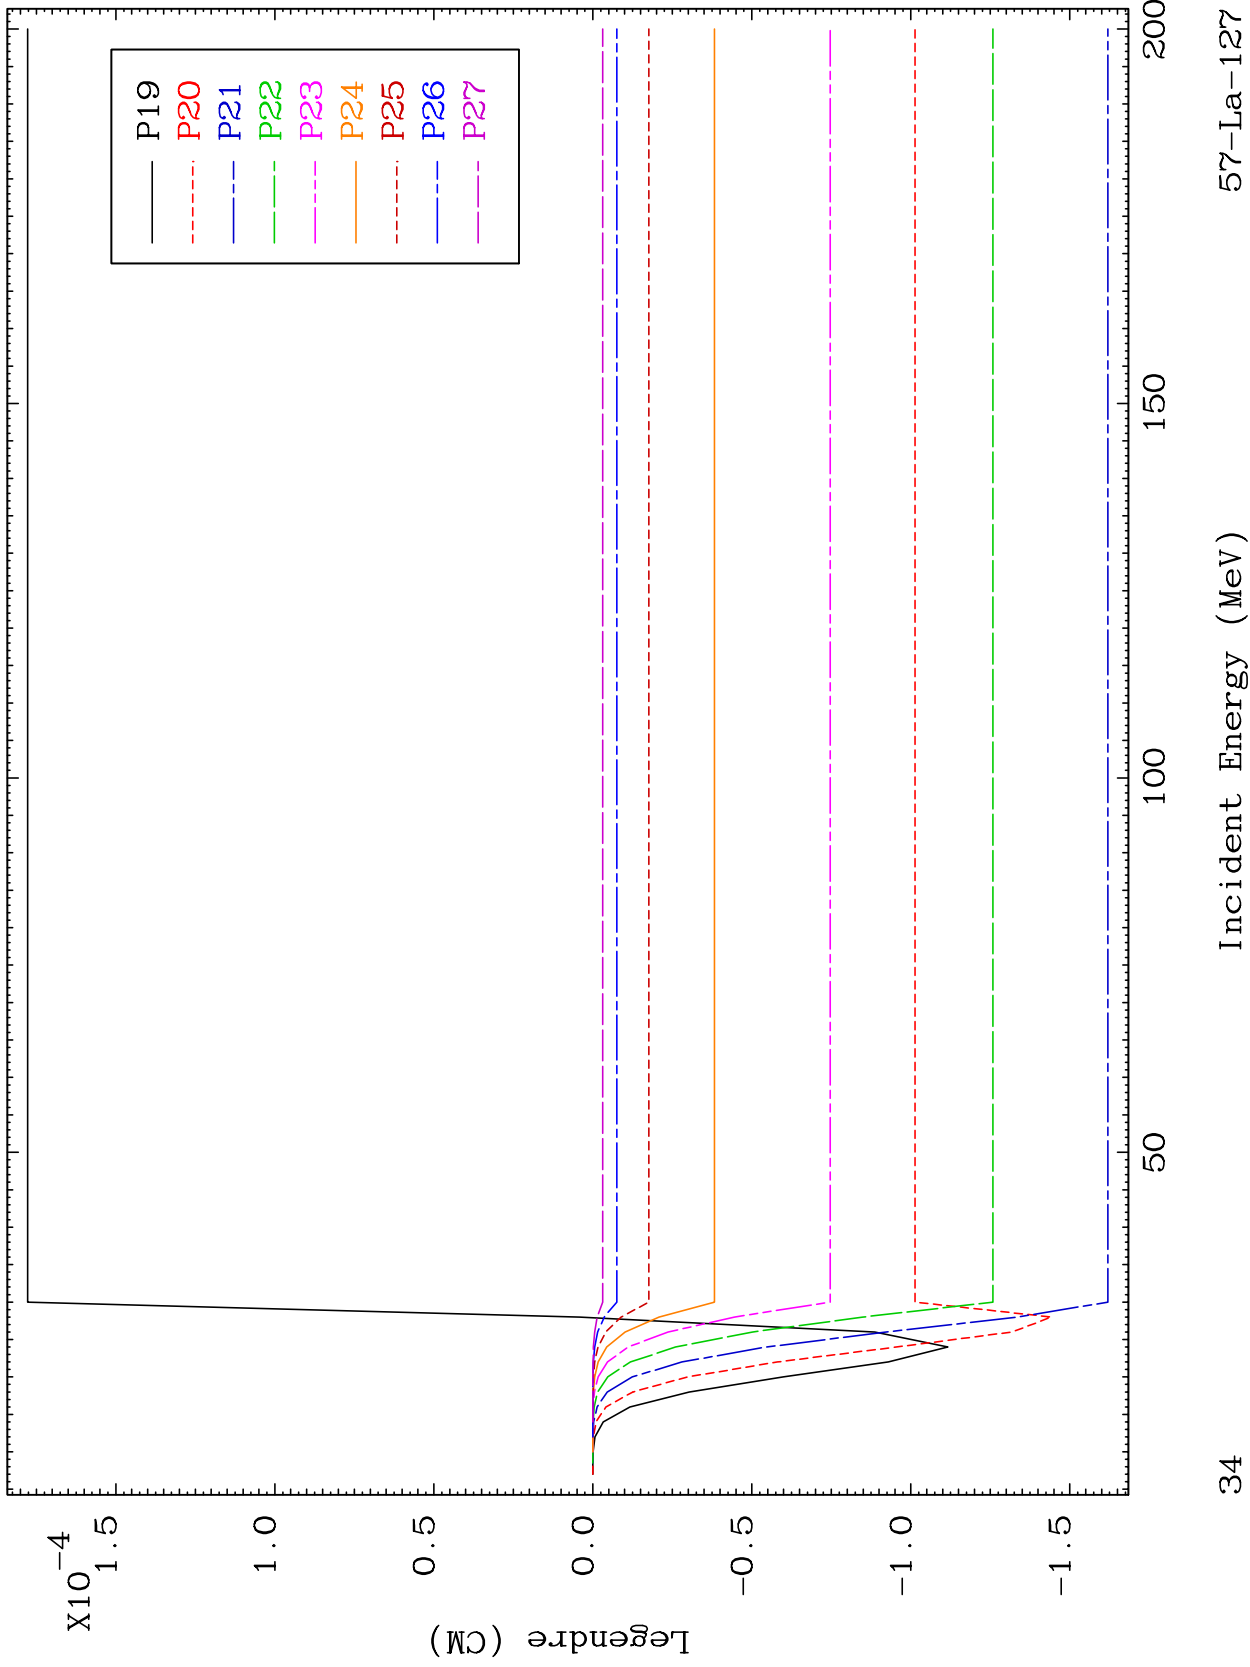 X10−4
1.5
1.0
0.5
0.0
−0.5
−1.0
−1.5
Legendre (CM)
P19
P20
P21
P22
P23
P24
P25
P26
P27
50
100
150
200
Incident Energy (MeV)
34
57−La−127